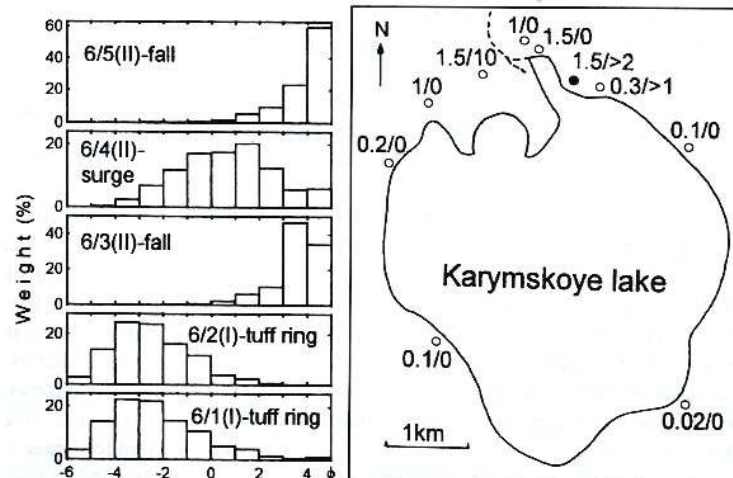 6/5(II)-fall
60
40
20
0
6/4(II)-
surge
20
0
6/3(II)-fall
40
20
0
6/2(I)-tuff ring
20
0
6/1(I)-tuff ring
20
0
-6 -4 -2 0 2 4 ϕ
Weight (%)
N
1/0
1.5/0
1.5/10
1.5/>2
0.3/>1
1/0
0.1/0
0.2/0
Karymskoye lake
0.1/0
0.02/0
1km